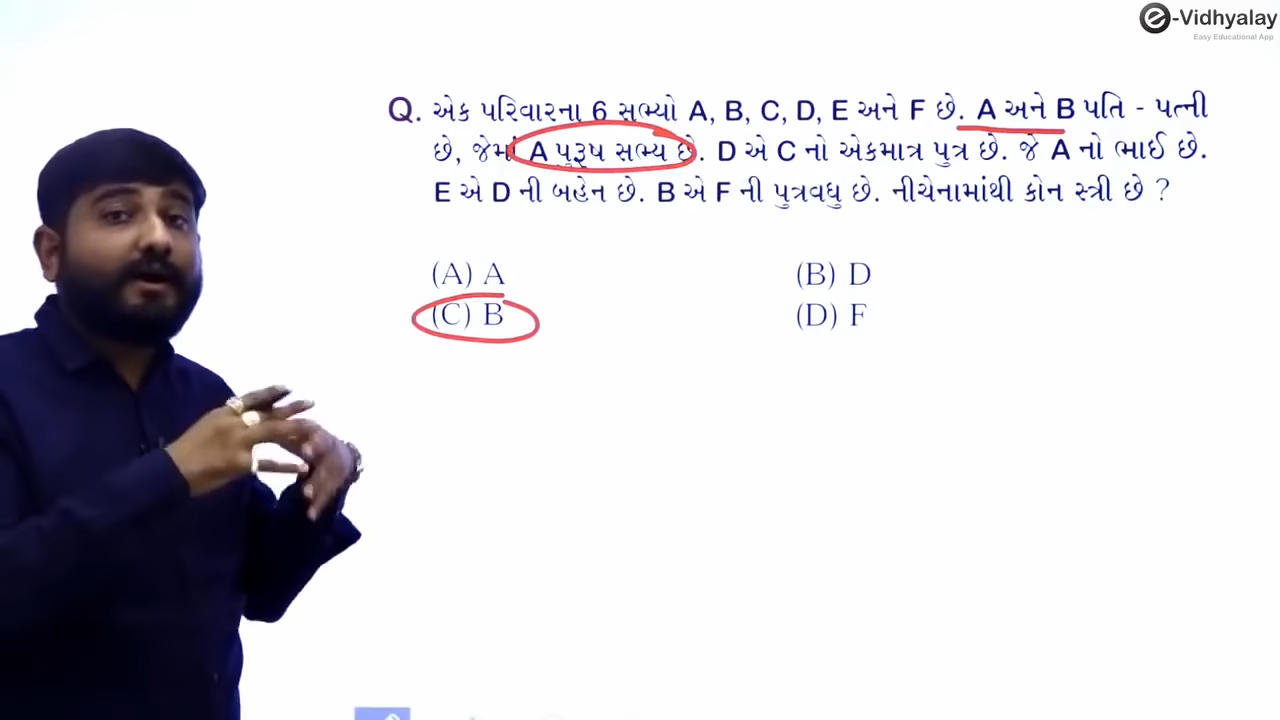 e-Vidhyalay
Easy Educational App
Q. એક પરિવારના 6 સભ્યો A, B, C, D, E અને F છે. A અને B પતિ - પત્ની
છે, જેમાં A પુરૂષ સભ્ય છે. D એ C નો એકમાત્ર પુત્ર છે. જે A નો ભાઈ છે.
E એ D ની બહેન છે. B એ F ની પુત્રવધુ છે. નીચેનામાંથી કોન સ્ત્રી છે ?
(A) A (B) D
(C) B (D) F